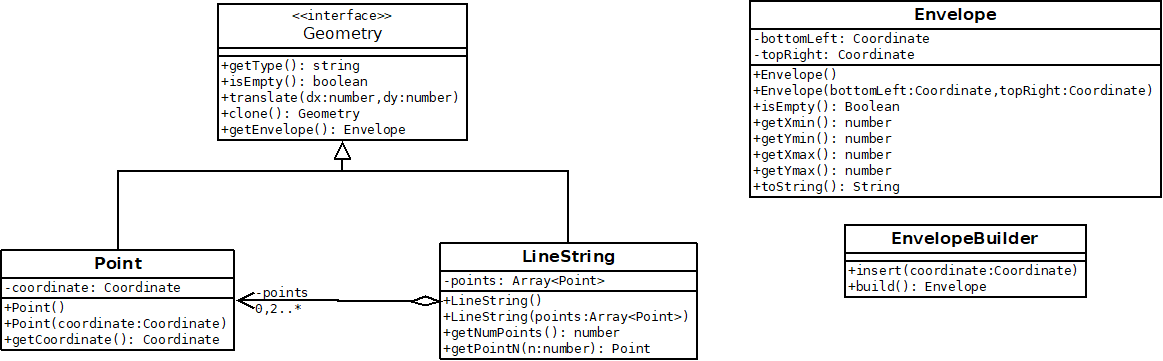 <<interface>>
Geometry
+getType(): string
+isEmpty(): boolean
+translate(dx:number,dy:number)
+clone(): Geometry
+getEnvelope(): Envelope
Envelope
-bottomLeft: Coordinate
-topRight: Coordinate
+Envelope()
+Envelope(bottomLeft:Coordinate,topRight:Coordinate)
+isEmpty(): Boolean
+getXmin(): number
+getYmin(): number
+getXmax(): number
+getYmax(): number
+toString(): String
EnvelopeBuilder
+insert(coordinate:Coordinate)
+build(): Envelope
Point
-coordinate: Coordinate
+Point()
+Point(coordinate:Coordinate)
+getCoordinate(): Coordinate
-points
0,2..*
LineString
-points: Array<Point>
+LineString()
+LineString(points:Array<Point>)
+getNumPoints(): number
+getPointN(n:number): Point